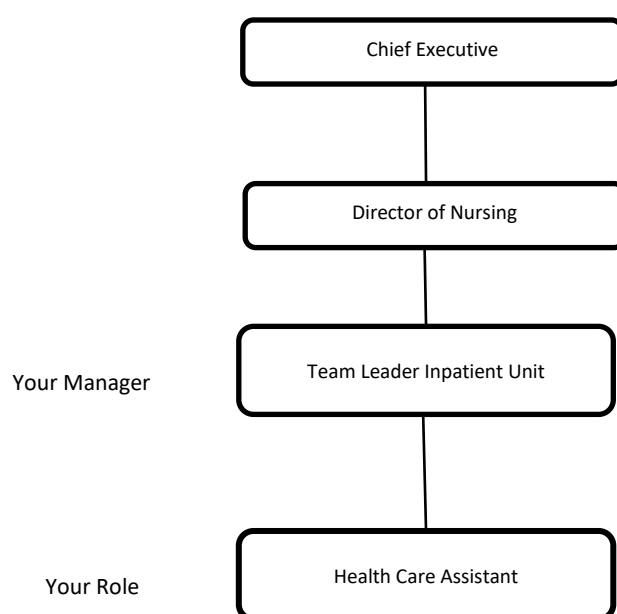 Chief Executive
Director of Nursing
Your Manager
Team Leader Inpatient Unit
Your Role
Health Care Assistant